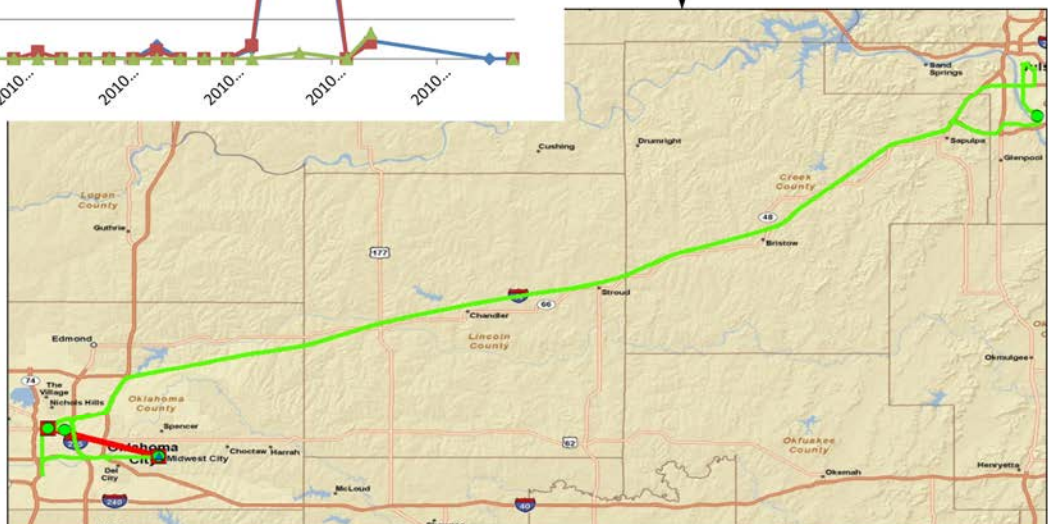 2010...
2010...
2010...
2010...
2010...
Sand
Springs
Sapulpa
Glenpool
Cushing
Drumright
Creek
County
48
Bristow
Logan
County
Guthrie
177
Stroud
66
Chandler
Lincoln
County
Edmond
Okmulgee
74
The
Village
Nichols Hills
Oklahoma
County
Spencer
Oklahoma
City
Midwest City
Choctaw
Harrah
Del
City
62
Okfuskee
County
Okemah
Henryetta
McLoud
240
40